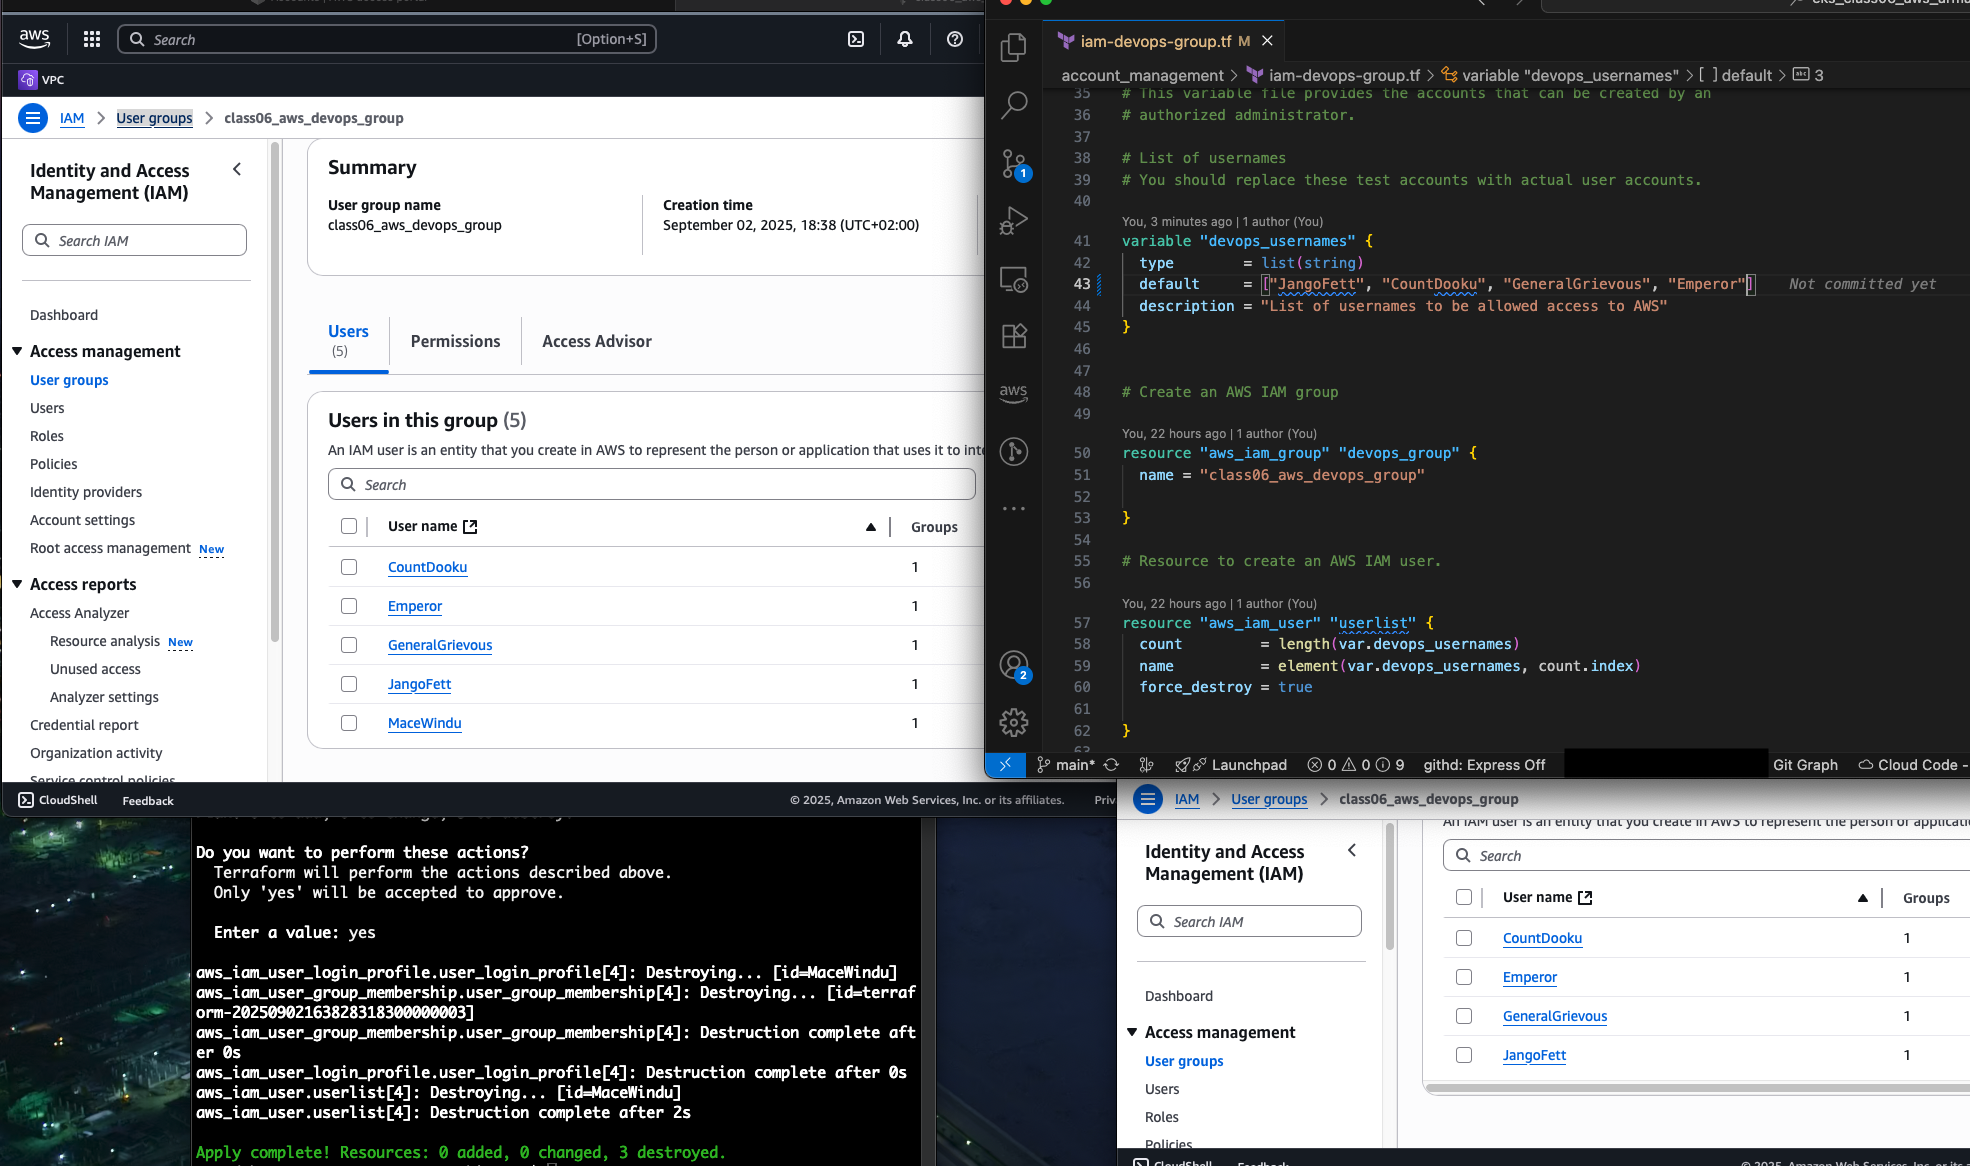 aws
Search
[Option+S]
VPC
IAM > User groups > class06_aws_devops_group
Identity and Access
Management (IAM)
Search IAM
Dashboard
Access management
User groups
Users
Roles
Policies
Identity providers
Account settings
Root access management New
Access reports
Access Analyzer
Resource analysis New
Unused access
Analyzer settings
Credential report
Organization activity
Service control policies
Summary
User group name
class06_aws_devops_group
Creation time
September 02, 2025, 18:38 (UTC+02:00)
Users
(5)
Permissions
Access Advisor
Users in this group (5)
An IAM user is an entity that you create in AWS to represent the person or application that uses it to inte
Search
User name
Groups
CountDooku 1
Emperor 1
GeneralGrievous 1
JangoFett 1
MaceWindu 1
CloudShell
Feedback
© 2025, Amazon Web Services, Inc. or its affiliates.
Priv
iam-devops-group.tf M
account_management > iam-devops-group.tf > variable "devops_usernames" > [ ] default > abc 3
35 # This variable file provides the accounts that can be created by an
36 # authorized administrator.
37
38 # List of usernames
39 # You should replace these test accounts with actual user accounts.
40
You, 3 minutes ago | 1 author (You)
41 variable "devops_usernames" {
42 type = list(string)
43 default = ["JangoFett", "CountDooku", "GeneralGrievous", "Emperor"] Not committed yet
44 description = "List of usernames to be allowed access to AWS"
45 }
46
47
48 # Create an AWS IAM group
49
You, 22 hours ago | 1 author (You)
50 resource "aws_iam_group" "devops_group" {
51 name = "class06_aws_devops_group"
52
53 }
54
55 # Resource to create an AWS IAM user.
56
You, 22 hours ago | 1 author (You)
57 resource "aws_iam_user" "userlist" {
58 count = length(var.devops_usernames)
59 name = element(var.devops_usernames, count.index)
60 force_destroy = true
61
62 }
63
1
aws
2
main*
Launchpad
0 0 9
githd: Express Off
Git Graph
Cloud Code -
Do you want to perform these actions?
Terraform will perform the actions described above.
Only 'yes' will be accepted to approve.
Enter a value: yes
aws_iam_user_login_profile.user_login_profile[4]: Destroying... [id=MaceWindu]
aws_iam_user_group_membership.user_group_membership[4]: Destroying... [id=terraf
orm-20250902163828318300000003]
aws_iam_user_group_membership.user_group_membership[4]: Destruction complete aft
er 0s
aws_iam_user_login_profile.user_login_profile[4]: Destruction complete after 0s
aws_iam_user.userlist[4]: Destroying... [id=MaceWindu]
aws_iam_user.userlist[4]: Destruction complete after 2s
Apply complete! Resources: 0 added, 0 changed, 3 destroyed.
IAM > User groups > class06_aws_devops_group
Identity and Access
Management (IAM)
Search IAM
Dashboard
Access management
User groups
Users
Roles
Policies
An IAM user is an entity that you create in AWS to represent the person or applicatio
Search
User name
Groups
CountDooku 1
Emperor 1
GeneralGrievous 1
JangoFett 1
CloudShell
Feedback
© 2025, Amazon Web Services, Inc. or its